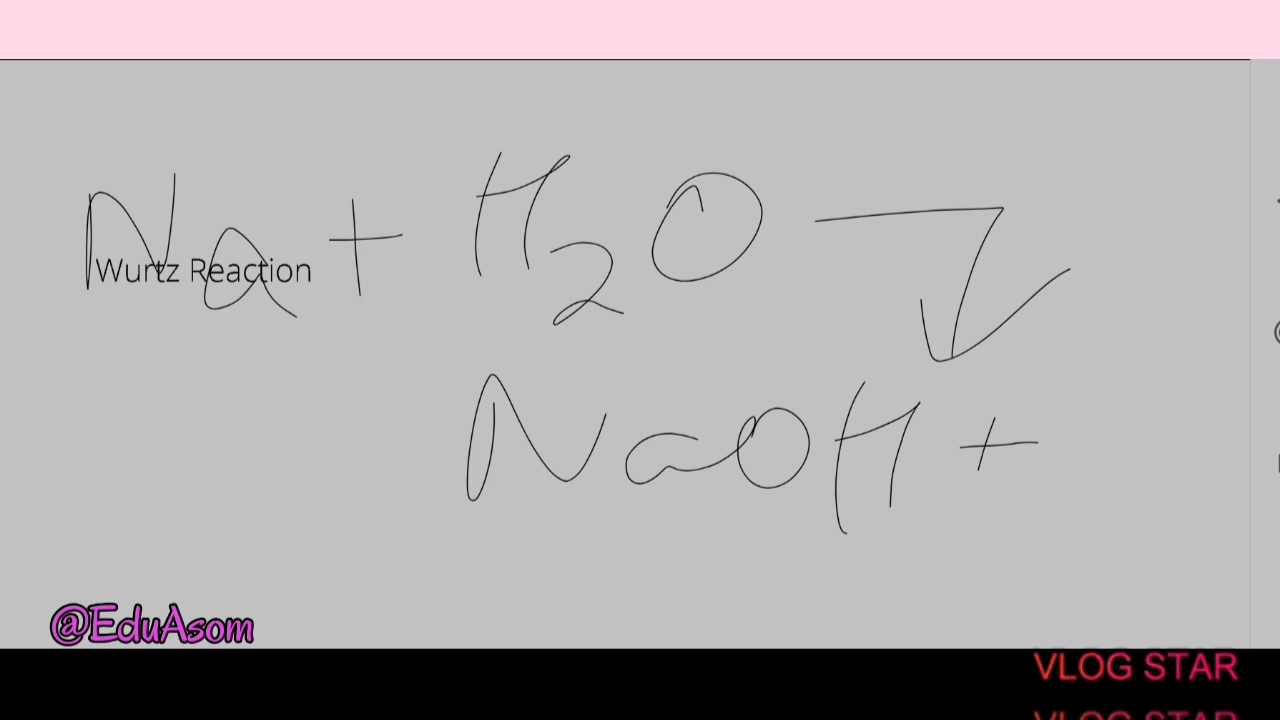 Na + H2O →
Wurtz Reaction
NaOH +
@EduAsom
VLOG STAR